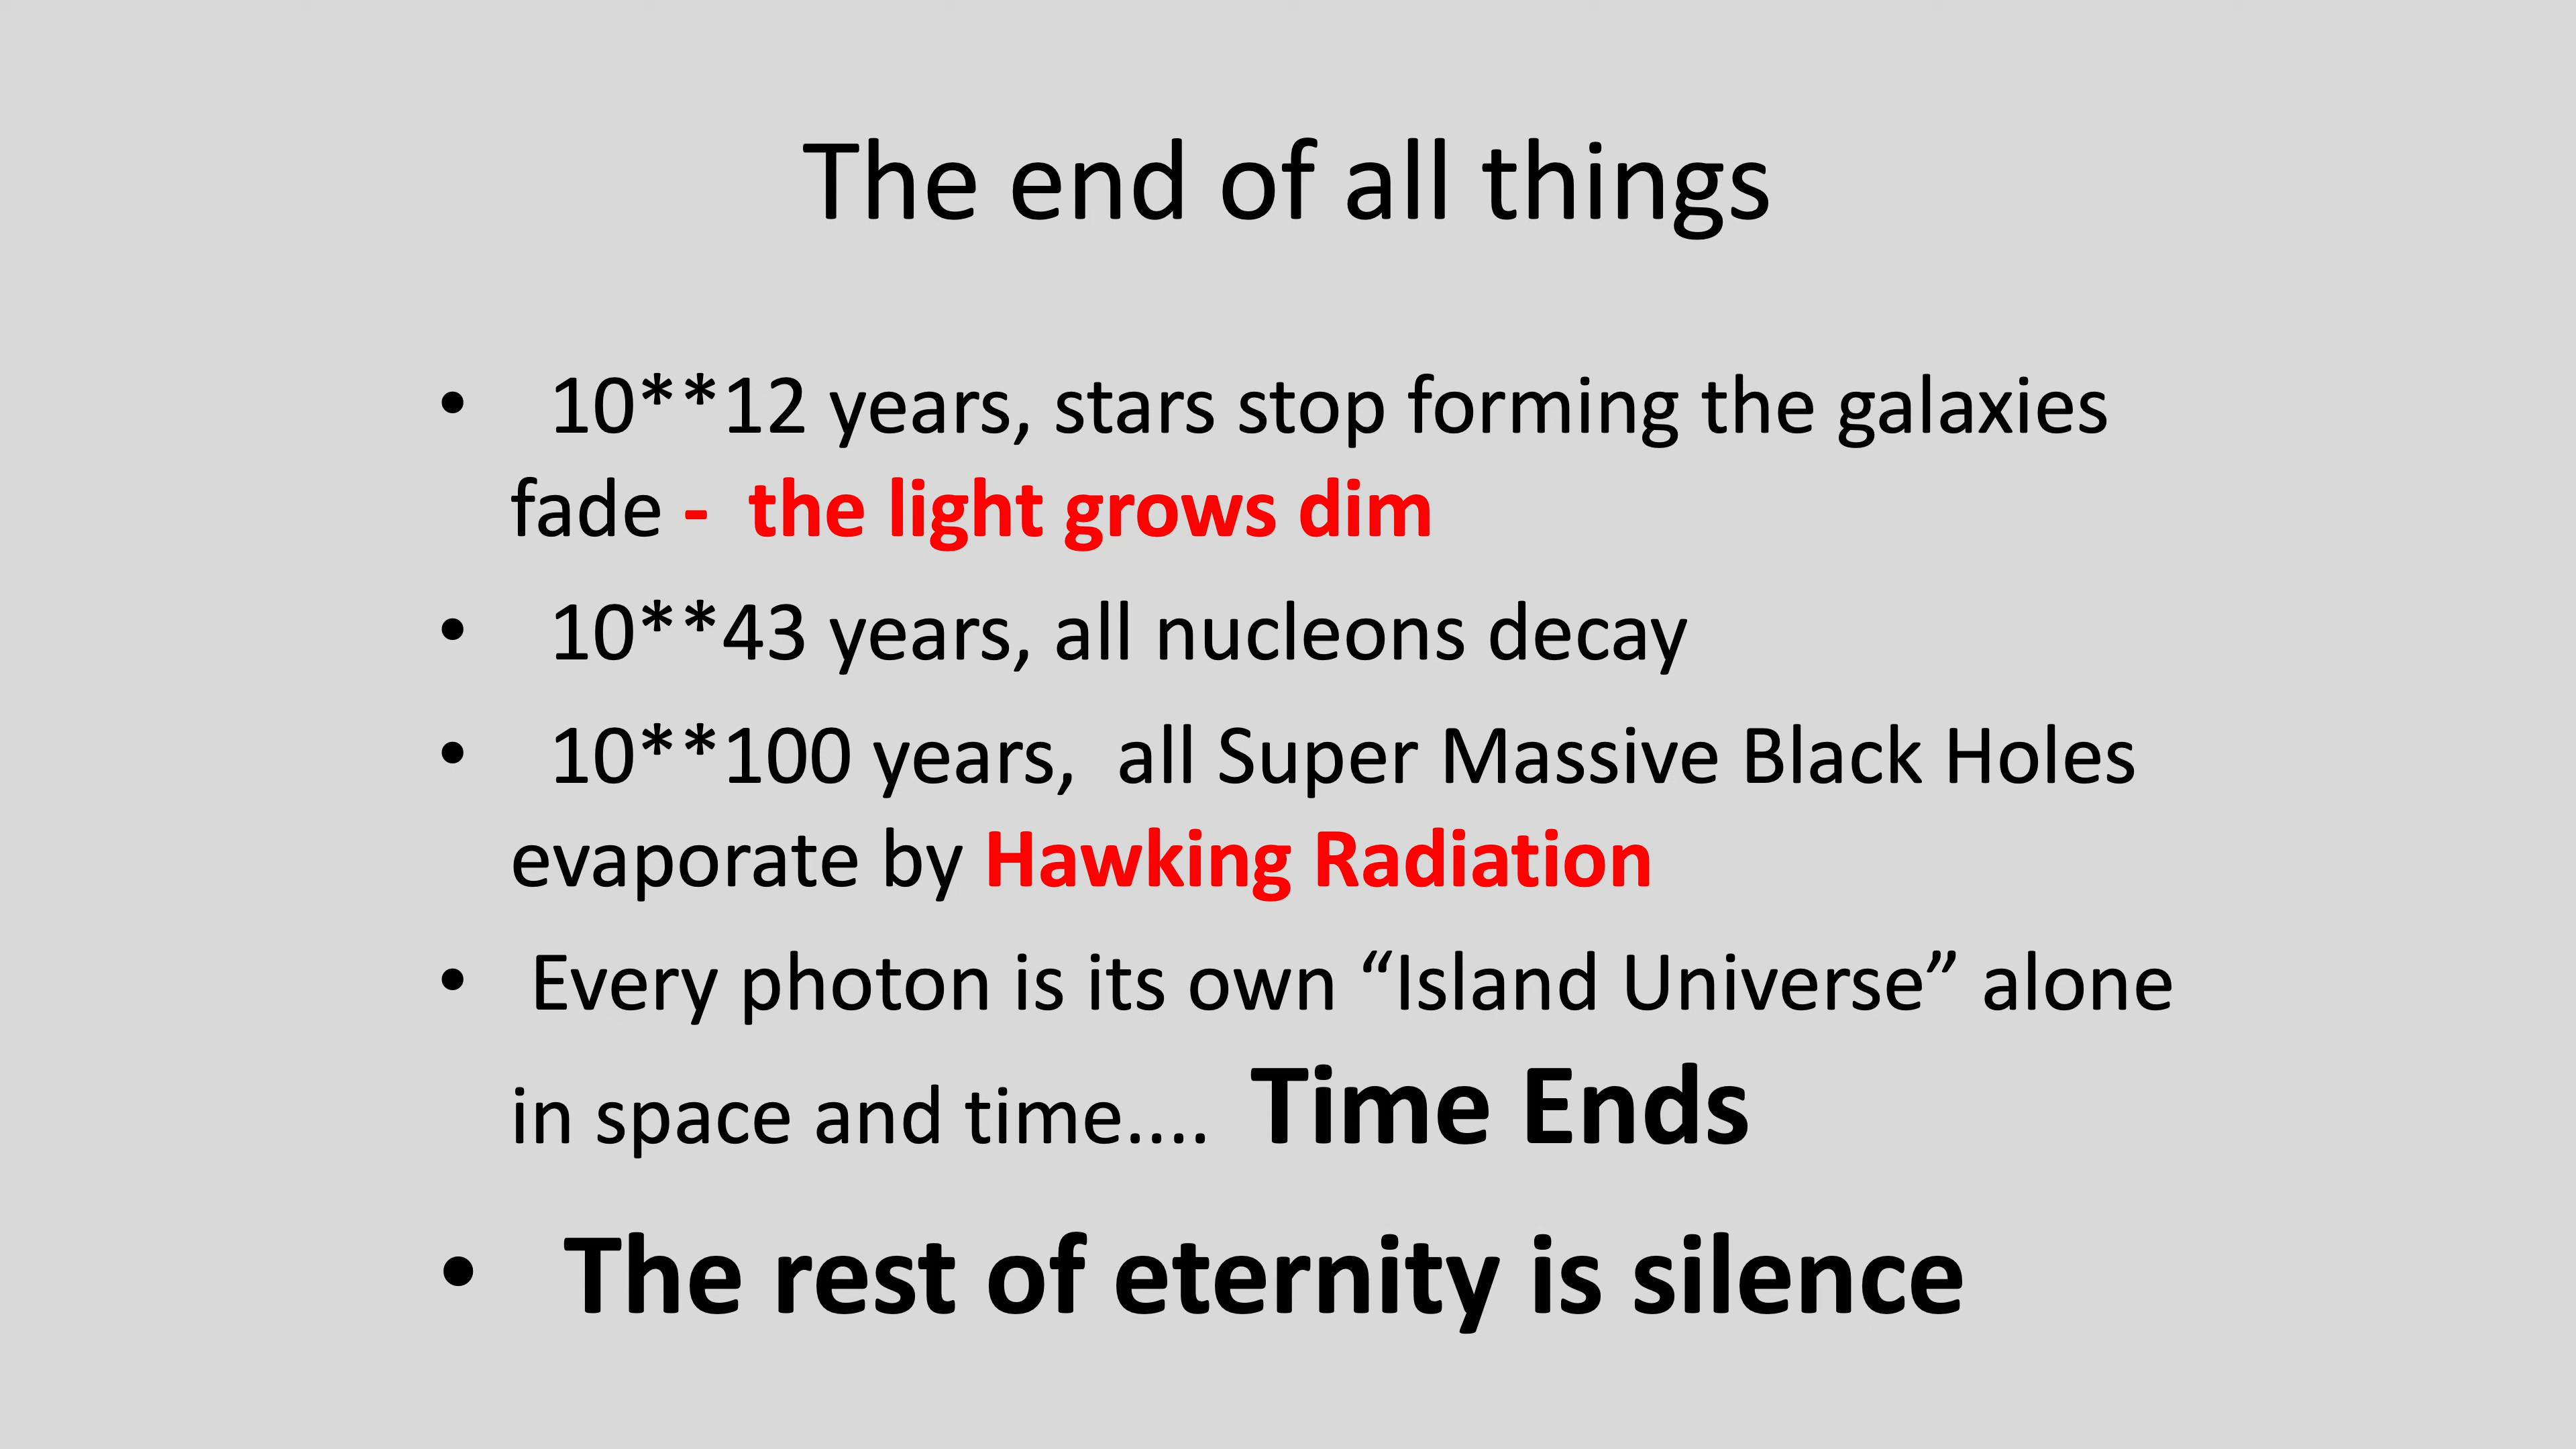 The end of all things
• 10**12 years, stars stop forming the galaxies
fade - the light grows dim
• 10**43 years, all nucleons decay
• 10**100 years, all Super Massive Black Holes
evaporate by Hawking Radiation
• Every photon is its own “Island Universe” alone
in space and time.... Time Ends
• The rest of eternity is silence